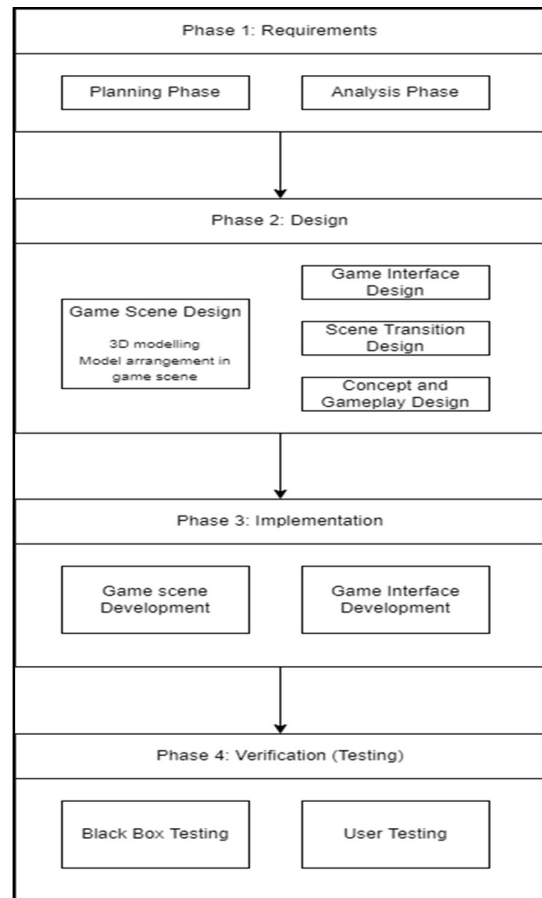 Phase 1: Requirements
Planning Phase
Analysis Phase
Phase 2: Design
Game Scene Design
3D modelling
Model arrangement in
game scene
Game Interface
Design
Scene Transition
Design
Concept and
Gameplay Design
Phase 3: Implementation
Game scene
Development
Game Interface
Development
Phase 4: Verification (Testing)
Black Box Testing
User Testing